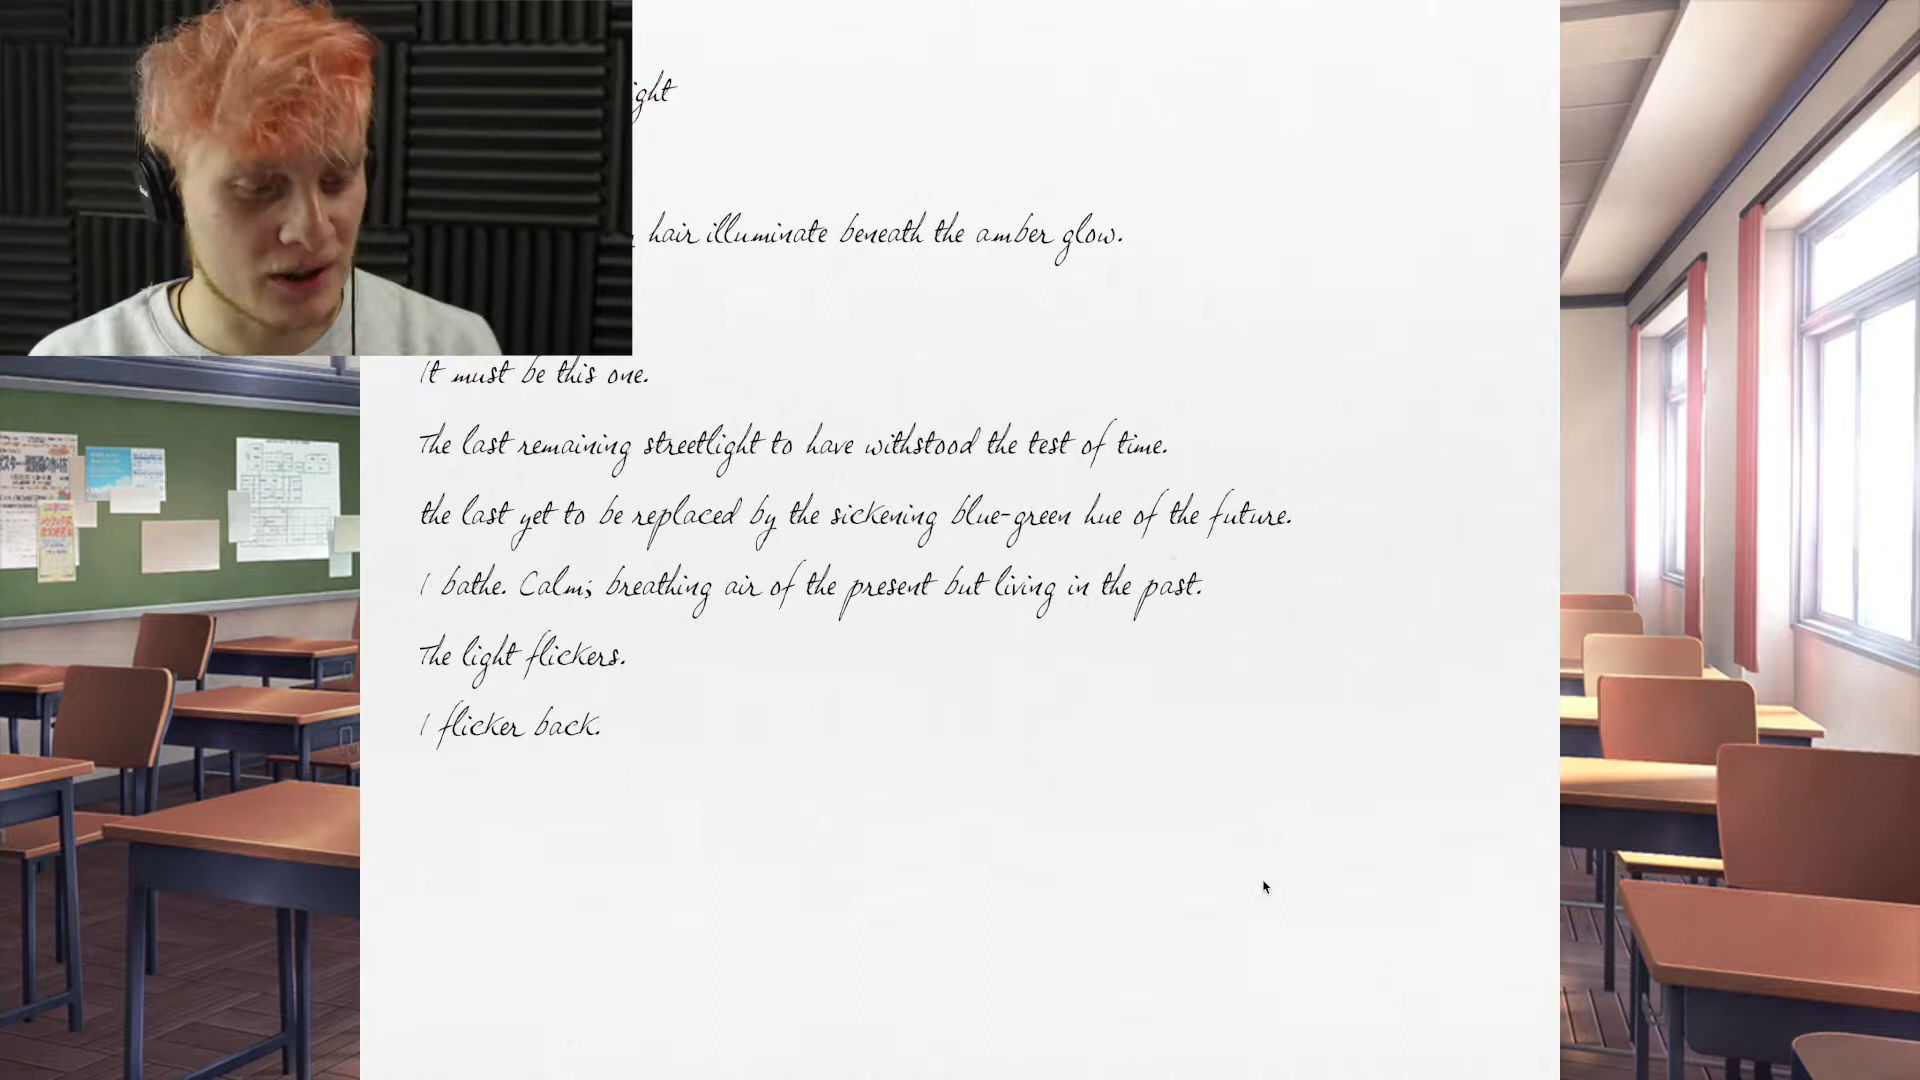 ght
hair illuminate beneath the amber glow.
It must be this one.
The last remaining streetlight to have withstood the test of time.
the last yet to be replaced by the sickening blue-green hue of the future.
I bathe. Calm; breathing air of the present but living in the past.
The light flickers.
I flicker back.